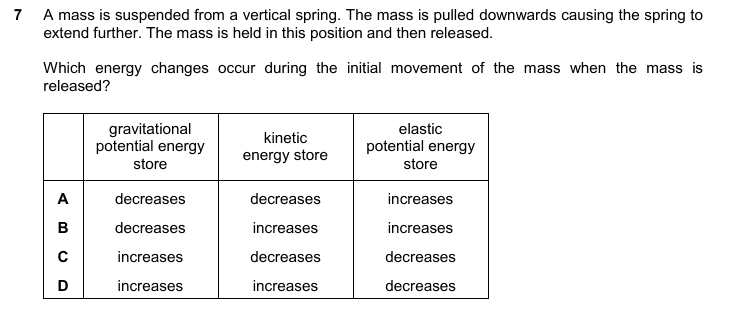 7 A mass is suspended from a vertical spring. The mass is pulled downwards causing the spring to
extend further. The mass is held in this position and then released.
Which energy changes occur during the initial movement of the mass when the mass is
released?
gravitational
potential energy
store
kinetic
energy store
elastic
potential energy
store
A decreases decreases increases
B decreases increases increases
C increases decreases decreases
D increases increases decreases